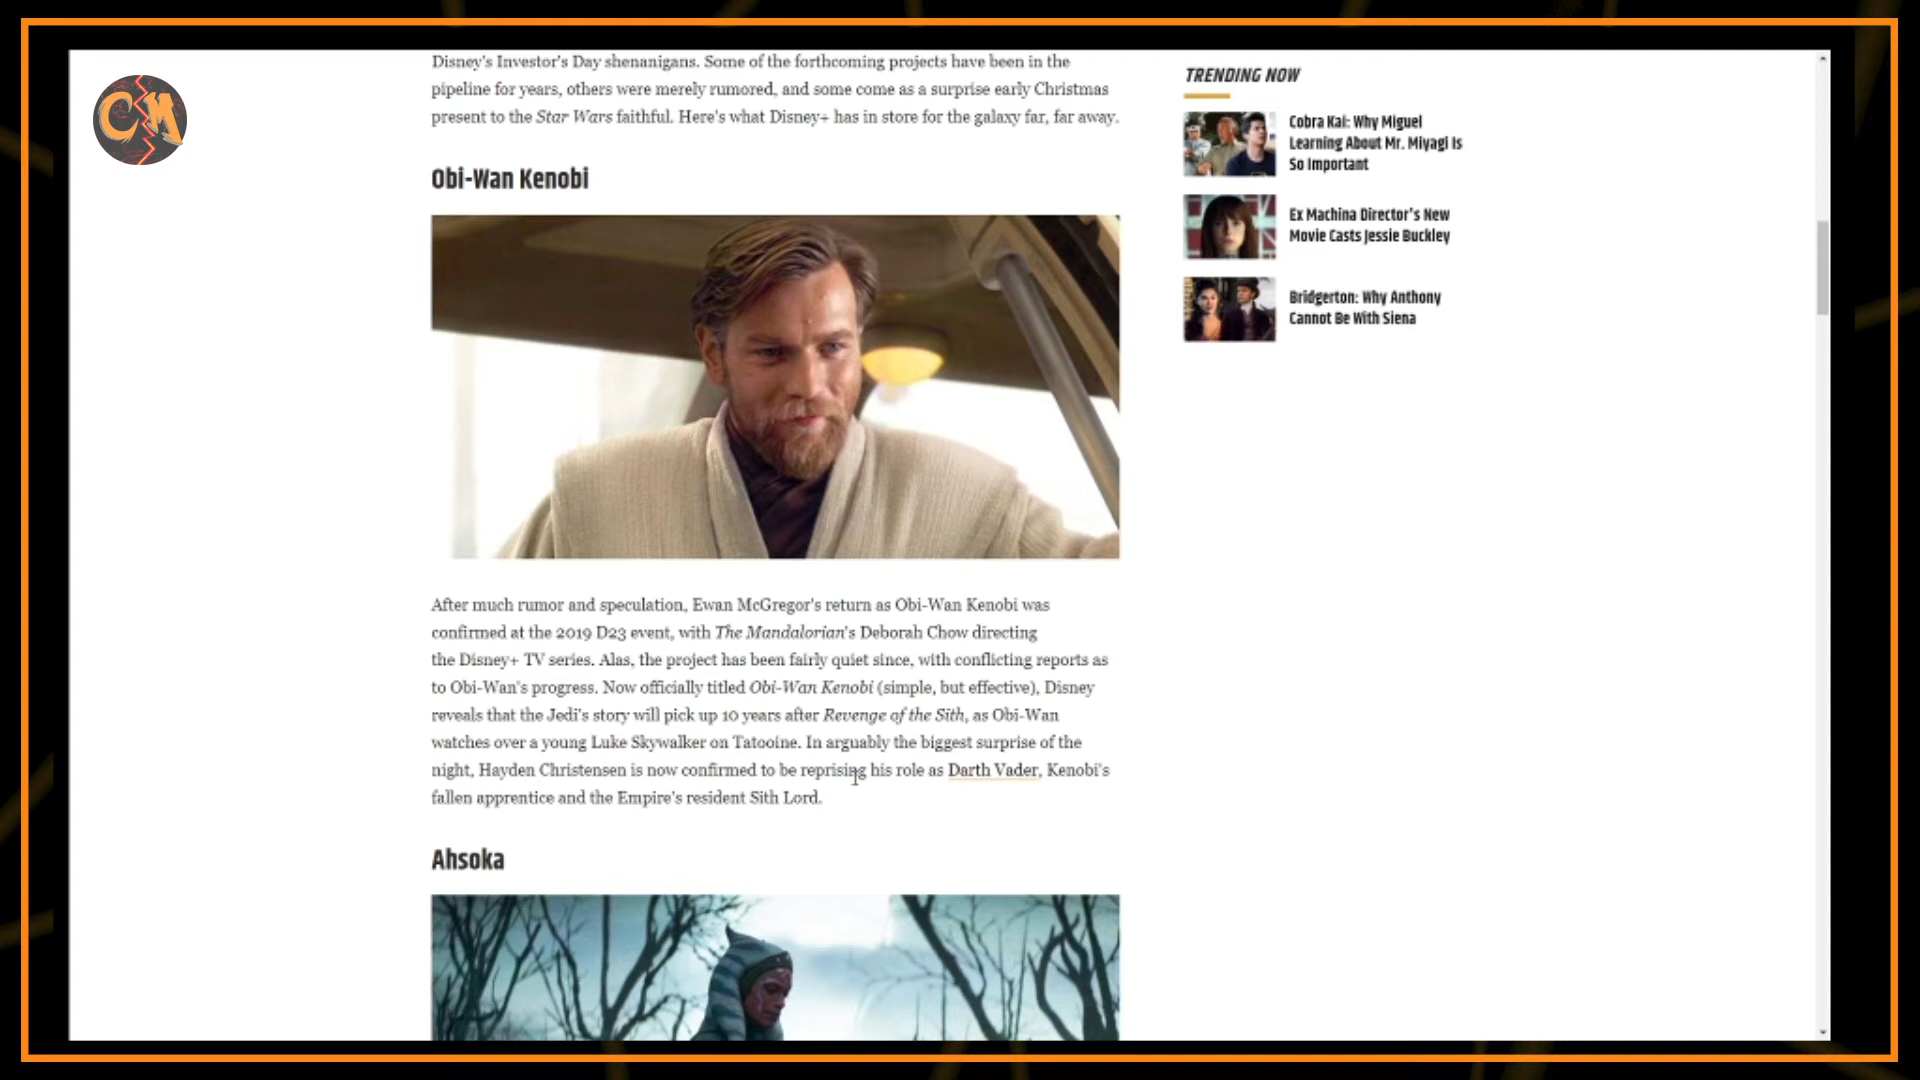 CM
Disney's Investor's Day shenanigans. Some of the forthcoming projects have been in the
pipeline for years, others were merely rumored, and some come as a surprise early Christmas
present to the Star Wars faithful. Here's what Disney+ has in store for the galaxy far, far away.
Obi-Wan Kenobi
After much rumor and speculation, Ewan McGregor's return as Obi-Wan Kenobi was
confirmed at the 2019 D23 event, with The Mandalorian's Deborah Chow directing
the Disney+ TV series. Alas, the project has been fairly quiet since, with conflicting reports as
to Obi-Wan's progress. Now officially titled Obi-Wan Kenobi (simple, but effective), Disney
reveals that the Jedi's story will pick up 10 years after Revenge of the Sith, as Obi-Wan
watches over a young Luke Skywalker on Tatooine. In arguably the biggest surprise of the
night, Hayden Christensen is now confirmed to be reprising his role as Darth Vader, Kenobi's
fallen apprentice and the Empire's resident Sith Lord.
Ahsoka
TRENDING NOW
Cobra Kai: Why Miguel
Learning About Mr. Miyagi Is
So Important
Ex Machina Director's New
Movie Casts Jessie Buckley
Bridgerton: Why Anthony
Cannot Be With Siena